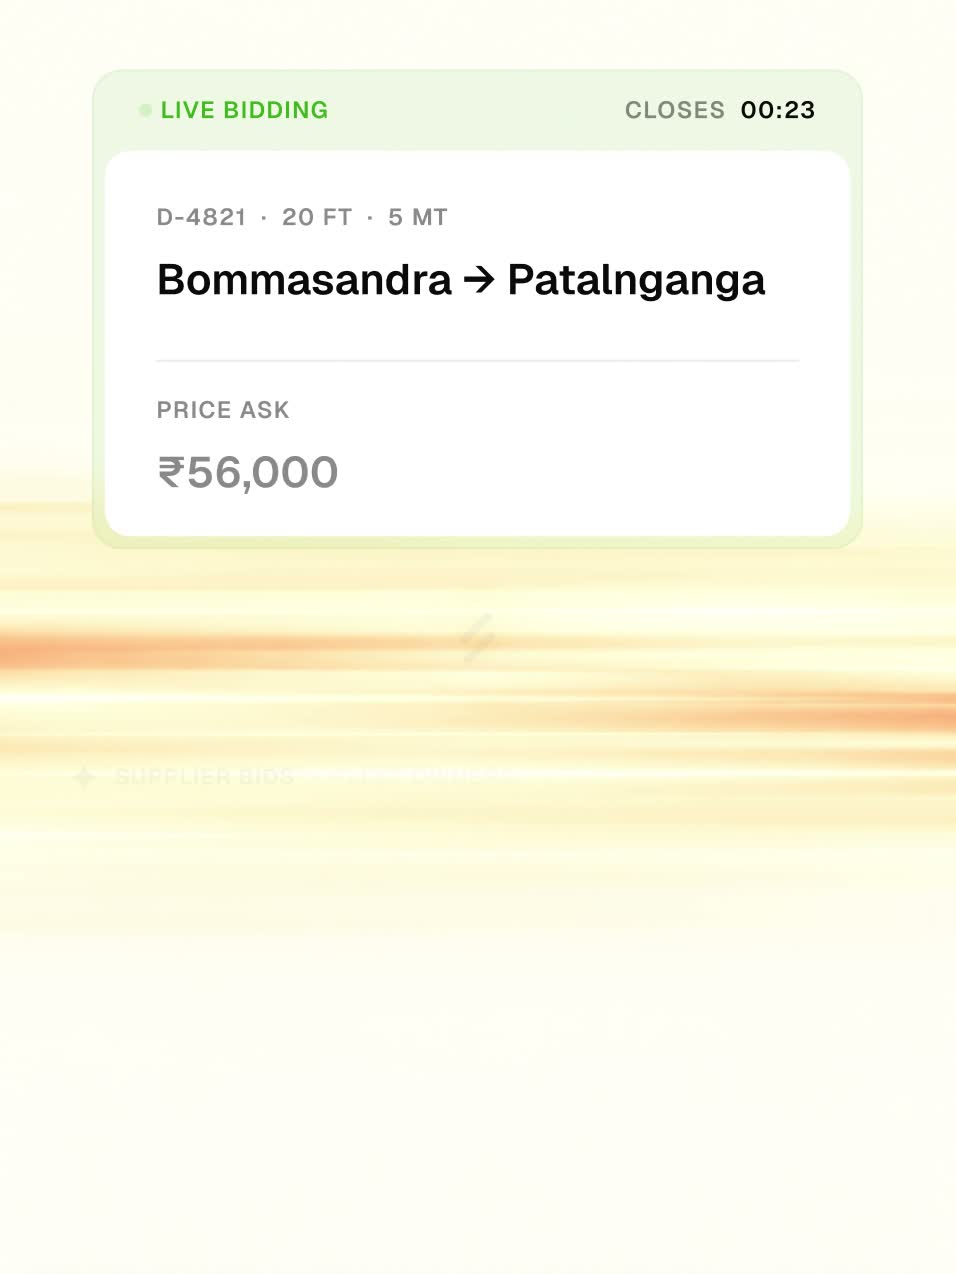 LIVE BIDDING
CLOSES 00:23
D-4821 · 20 FT · 5 MT
Bommasandra → Patalnganga
PRICE ASK
₹56,000
SUPPLIER BIDS